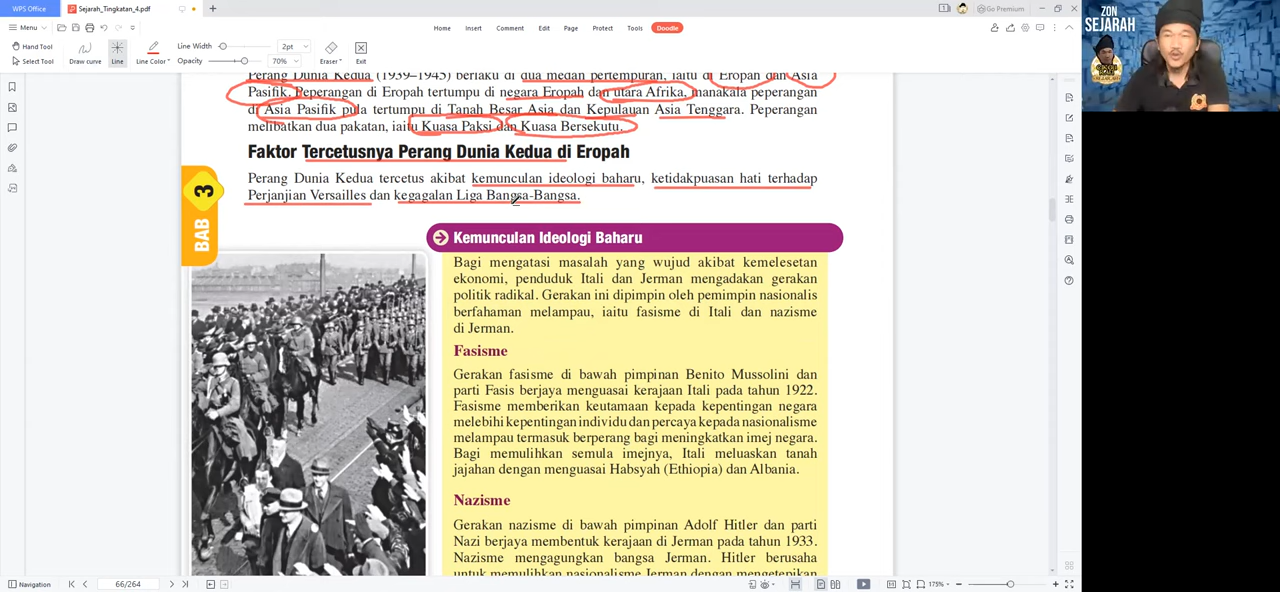 WPS Office
Sejarah_Tingkatan_4.pdf
Go Premium
Menu
Home
Insert
Comment
Edit
Page
Protect
Tools
Doodle
Hand Tool
Select Tool
Draw curve
Line
Line Color
Line Width
2pt
Opacity
70%
Eraser
Exit
ZON
SEJARAH
Perang Dunia Kedua (1939–1945) berlaku di dua medan pertempuran, iaitu di Eropah dan Asia
Pasifik. Peperangan di Eropah tertumpu di negara Eropah dan utara Afrika, manakala peperangan
di Asia Pasifik pula tertumpu di Tanah Besar Asia dan Kepulauan Asia Tenggara. Peperangan
melibatkan dua pakatan, iaitu Kuasa Paksi dan Kuasa Bersekutu.
Faktor Tercetusnya Perang Dunia Kedua di Eropah
Perang Dunia Kedua tercetus akibat kemunculan ideologi baharu, ketidakpuasan hati terhadap
Perjanjian Versailles dan kegagalan Liga Bangsa-Bangsa.
BAB 3
Kemunculan Ideologi Baharu
Bagi mengatasi masalah yang wujud akibat kemelesetan
ekonomi, penduduk Itali dan Jerman mengadakan gerakan
politik radikal. Gerakan ini dipimpin oleh pemimpin nasionalis
berfahaman melampau, iaitu fasisme di Itali dan nazisme
di Jerman.
Fasisme
Gerakan fasisme di bawah pimpinan Benito Mussolini dan
parti Fasis berjaya menguasai kerajaan Itali pada tahun 1922.
Fasisme memberikan keutamaan kepada kepentingan negara
melebihi kepentingan individu dan percaya kepada nasionalisme
melampau termasuk berperang bagi meningkatkan imej negara.
Bagi memulihkan semula imejnya, Itali meluaskan tanah
jajahan dengan menguasai Habsyah (Ethiopia) dan Albania.
Nazisme
Gerakan nazisme di bawah pimpinan Adolf Hitler dan parti
Nazi berjaya membentuk kerajaan di Jerman pada tahun 1933.
Nazisme mengagungkan bangsa Jerman. Hitler berusaha
untuk memulihkan nasionalisme Jerman dengan mengetepikan
Navigation
66/264
175%